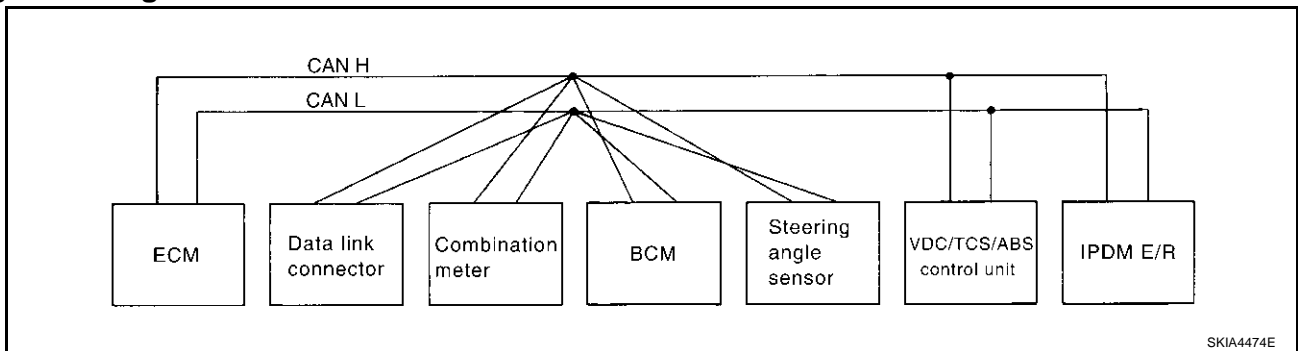 CAN H
CAN L
ECM
Data link
connector
Combination
meter
BCM
Steering
angle
sensor
VDC/TCS/ABS
control unit
IPDM E/R
SKIA4474E